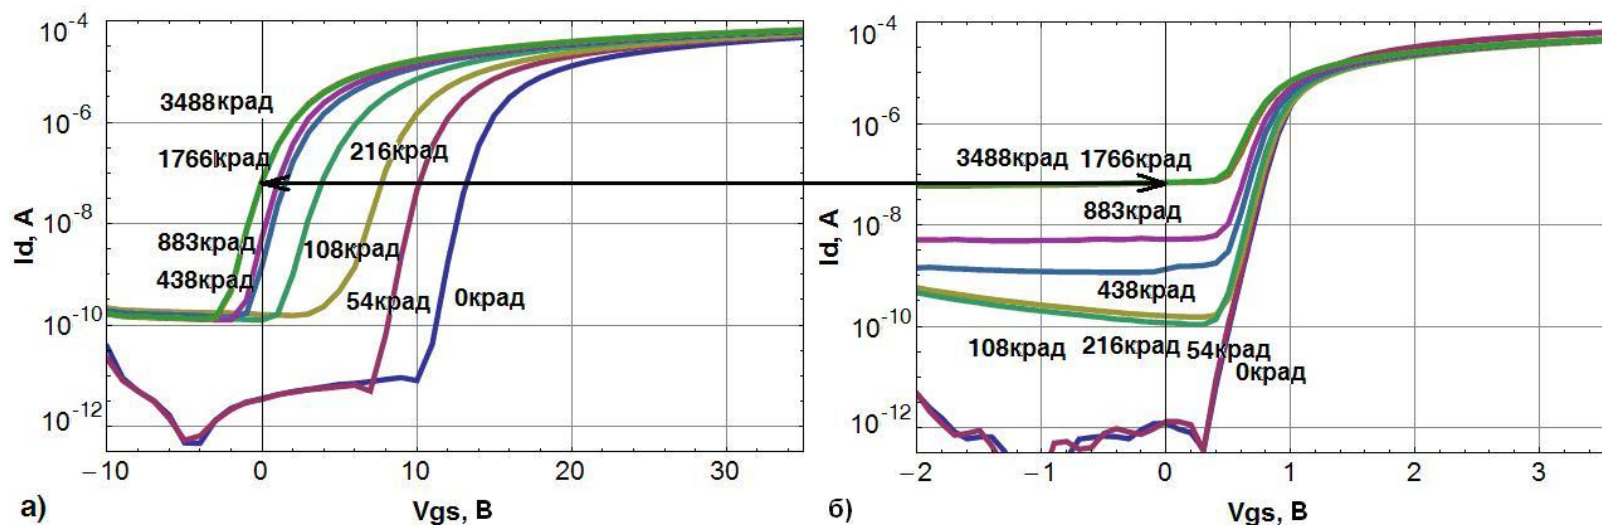 10⁻⁴
10⁻⁶
10⁻⁸
10⁻¹⁰
10⁻¹²
Id, A
3488крад
1766крад
216крад
883крад
108крад
438крад
54крад
0крад
−10
0
10
20
30
а)
Vgs, В
10⁻⁴
10⁻⁶
10⁻⁸
10⁻¹⁰
10⁻¹²
Id, A
3488крад
1766крад
883крад
438крад
108крад
216крад
54крад
0крад
−2
−1
0
1
2
3
б)
Vgs, В